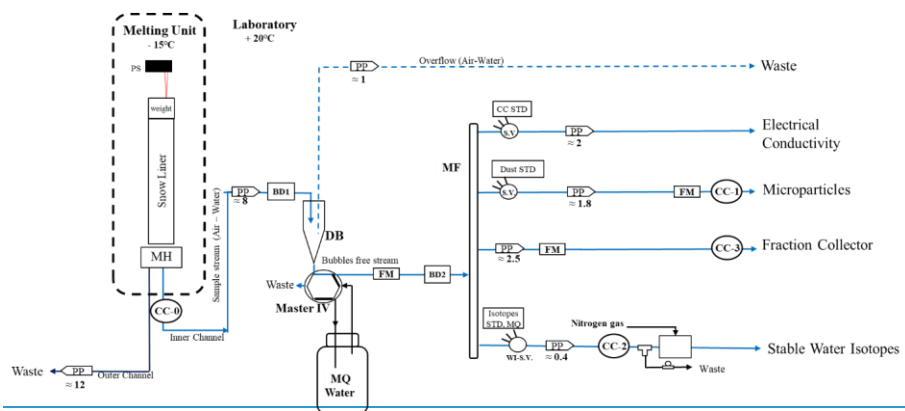 Melting Unit
- 15°C
Laboratory
+ 20°C
PS
weight
Snow Liner
MH
CC-0
Inner Channel
Outer Channel
Waste
PP
≈ 12
Sample stream (Air – Water)
PP
≈ 8
BD1
DB
PP
≈ 1
Overflow (Air-Water)
Waste
Bubbles free stream
Waste
Master IV
FM
BD2
MQ
Water
MF
CC STD
S.V
PP
≈ 2
Electrical
Conductivity
Dust STD
S.V.
PP
≈ 1.8
FM
CC-1
Microparticles
PP
≈ 2.5
FM
CC-3
Fraction Collector
Isotopes
STD, MQ
WI-S.V.
PP
≈ 0.4
CC-2
Nitrogen gas
Waste
Stable Water Isotopes